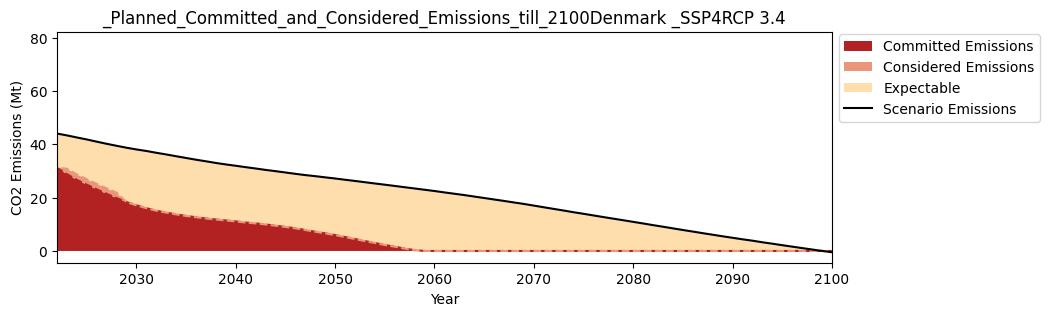 _Planned_Committed_and_Considered_Emissions_till_2100Denmark _SSP4RCP 3.4
80
60
40
20
0
CO2 Emissions (Mt)
2030 2040 2050 2060 2070 2080 2090 2100
Year
Committed Emissions
Considered Emissions
Expectable
Scenario Emissions